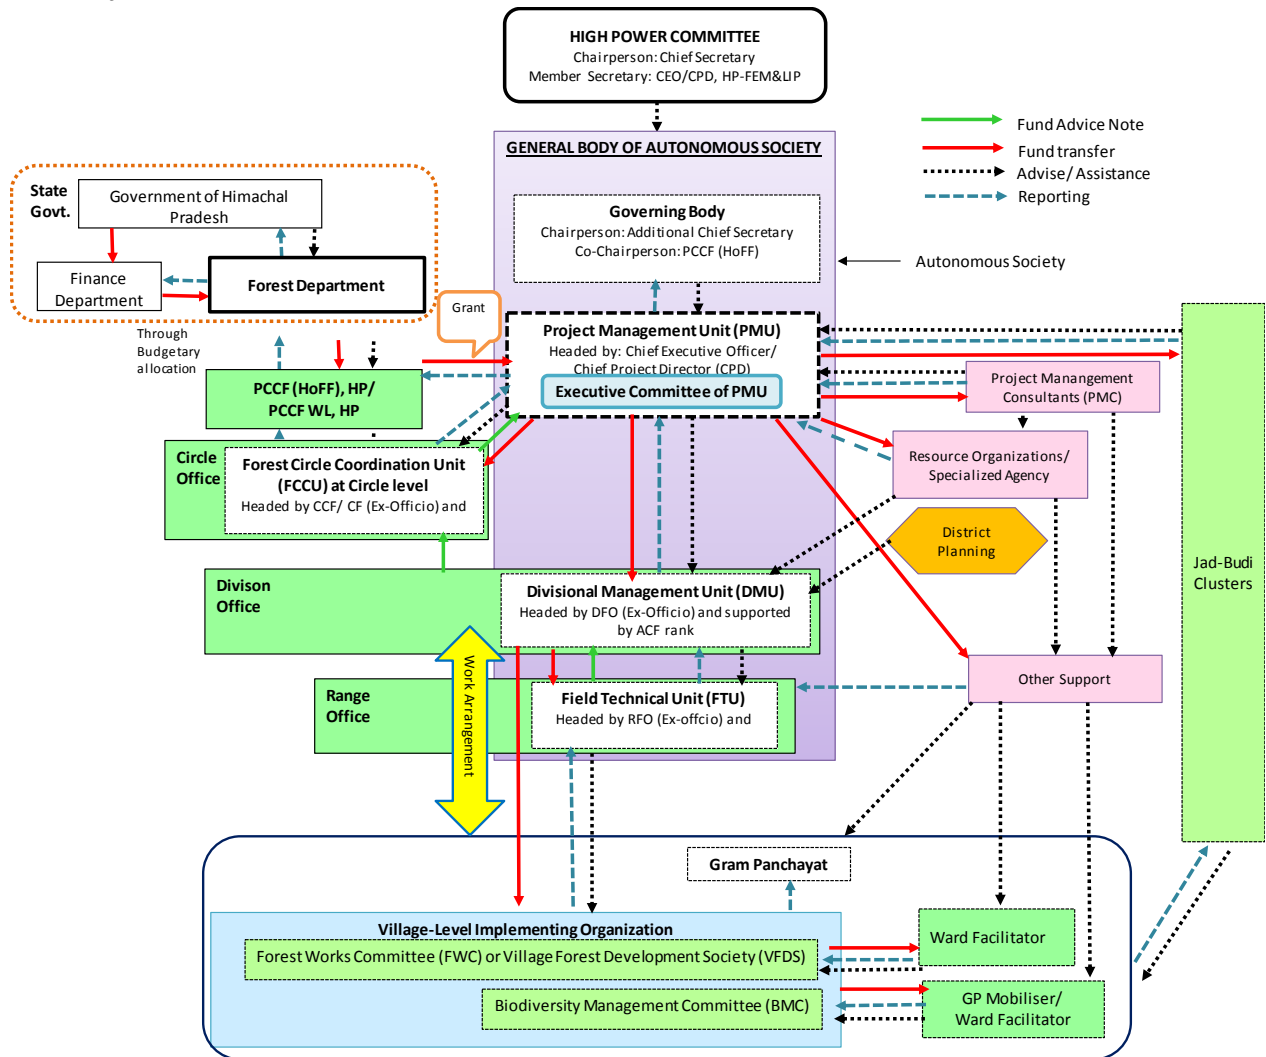 HIGH POWER COMMITTEE
Chairperson: Chief Secretary
Member Secretary: CEO/CPD, HP-FEM&LIP
Fund Advice Note
Fund transfer
Advise/ Assistance
Reporting
GENERAL BODY OF AUTONOMOUS SOCIETY
State
Govt.
Government of Himachal
Pradesh
Finance
Department
Forest Department
Governing Body
Chairperson: Additional Chief Secretary
Co-Chairperson: PCCF (HoFF)
Autonomous Society
Through
Budgetary
allocation
Grant
Project Management Unit (PMU)
Headed by: Chief Executive Officer/
Chief Project Director (CPD)
Executive Committee of PMU
PCCF (HoFF), HP/
PCCF WL, HP
Project Manangement
Consultants (PMC)
Circle
Office
Forest Circle Coordination Unit
(FCCU) at Circle level
Headed by CCF/ CF (Ex-Officio) and
Resource Organizations/
Specialized Agency
District
Planning
Jad-Budi
Clusters
Divison
Office
Divisional Management Unit (DMU)
Headed by DFO (Ex-Officio) and supported
by ACF rank
Work Arrangement
Range
Office
Field Technical Unit (FTU)
Headed by RFO (Ex-offcio) and
Other Support
Gram Panchayat
Village-Level Implementing Organization
Forest Works Committee (FWC) or Village Forest Development Society (VFDS)
Ward Facilitator
Biodiversity Management Committee (BMC)
GP Mobiliser/
Ward Facilitator